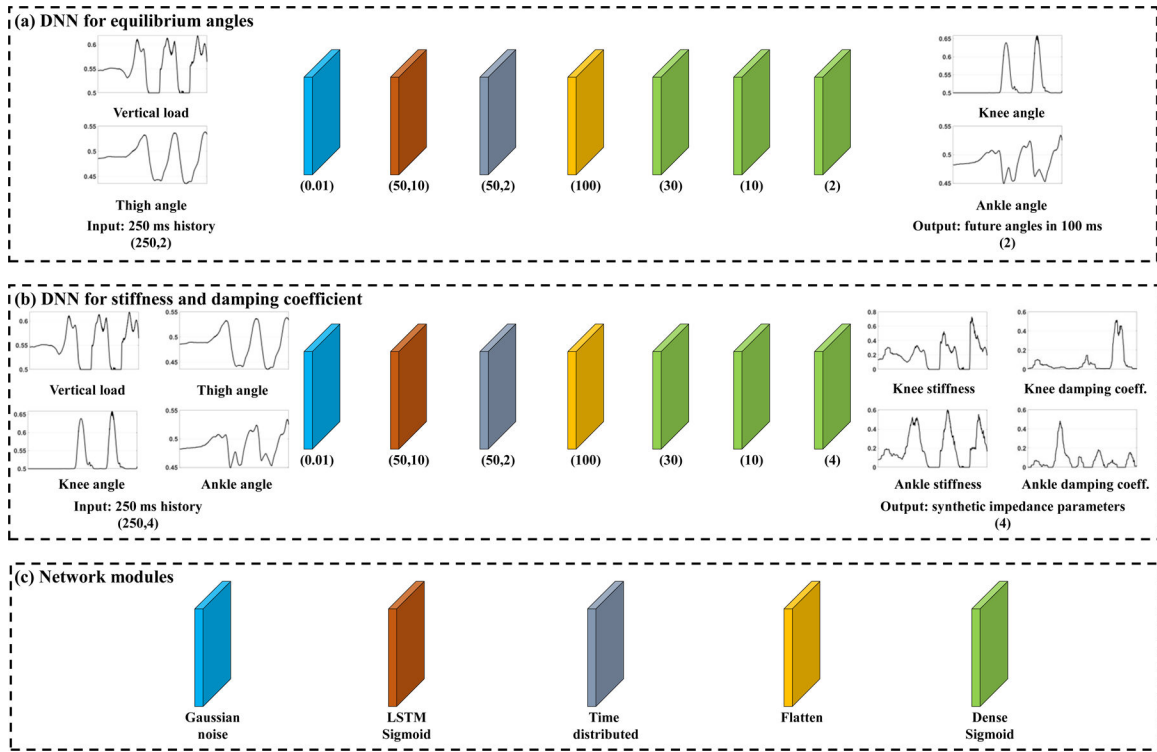 (a) DNN for equilibrium angles
0.6
0.55
0.5
Vertical load
0.55
0.5
0.45
Thigh angle
Input: 250 ms history
(250,2)
(0.01)
(50,10)
(50,2)
(100)
(30)
(10)
(2)
0.65
0.6
0.55
0.5
Knee angle
0.55
0.5
0.45
Ankle angle
Output: future angles in 100 ms
(2)
(b) DNN for stiffness and damping coefficient
0.6
0.55
0.5
Vertical load
0.55
0.5
0.45
Thigh angle
0.65
0.6
0.55
0.5
Knee angle
0.55
0.5
0.45
Ankle angle
Input: 250 ms history
(250,4)
(0.01)
(50,10)
(50,2)
(100)
(30)
(10)
(4)
0.8
0.6
0.4
0.2
0
Knee stiffness
0.6
0.4
0.2
0
Knee damping coeff.
0.6
0.4
0.2
0
Ankle stiffness
0.6
0.4
0.2
0
Ankle damping coeff.
Output: synthetic impedance parameters
(4)
(c) Network modules
Gaussian
noise
LSTM
Sigmoid
Time
distributed
Flatten
Dense
Sigmoid